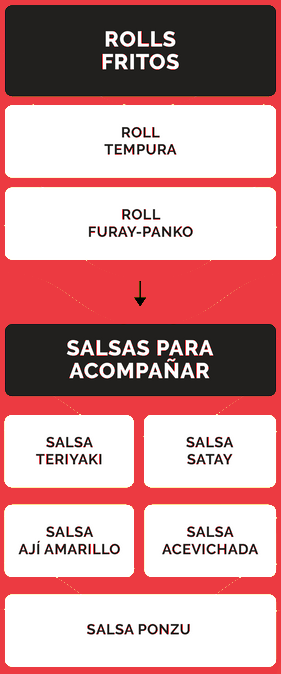 ROLLS
FRITOS
ROLL
TEMPURA
ROLL
FURAY-PANKO
SALSAS PARA
ACOMPAÑAR
SALSA
TERIYAKI
SALSA
SATAY
SALSA
AJÍ AMARILLO
SALSA
ACEVICHADA
SALSA PONZU